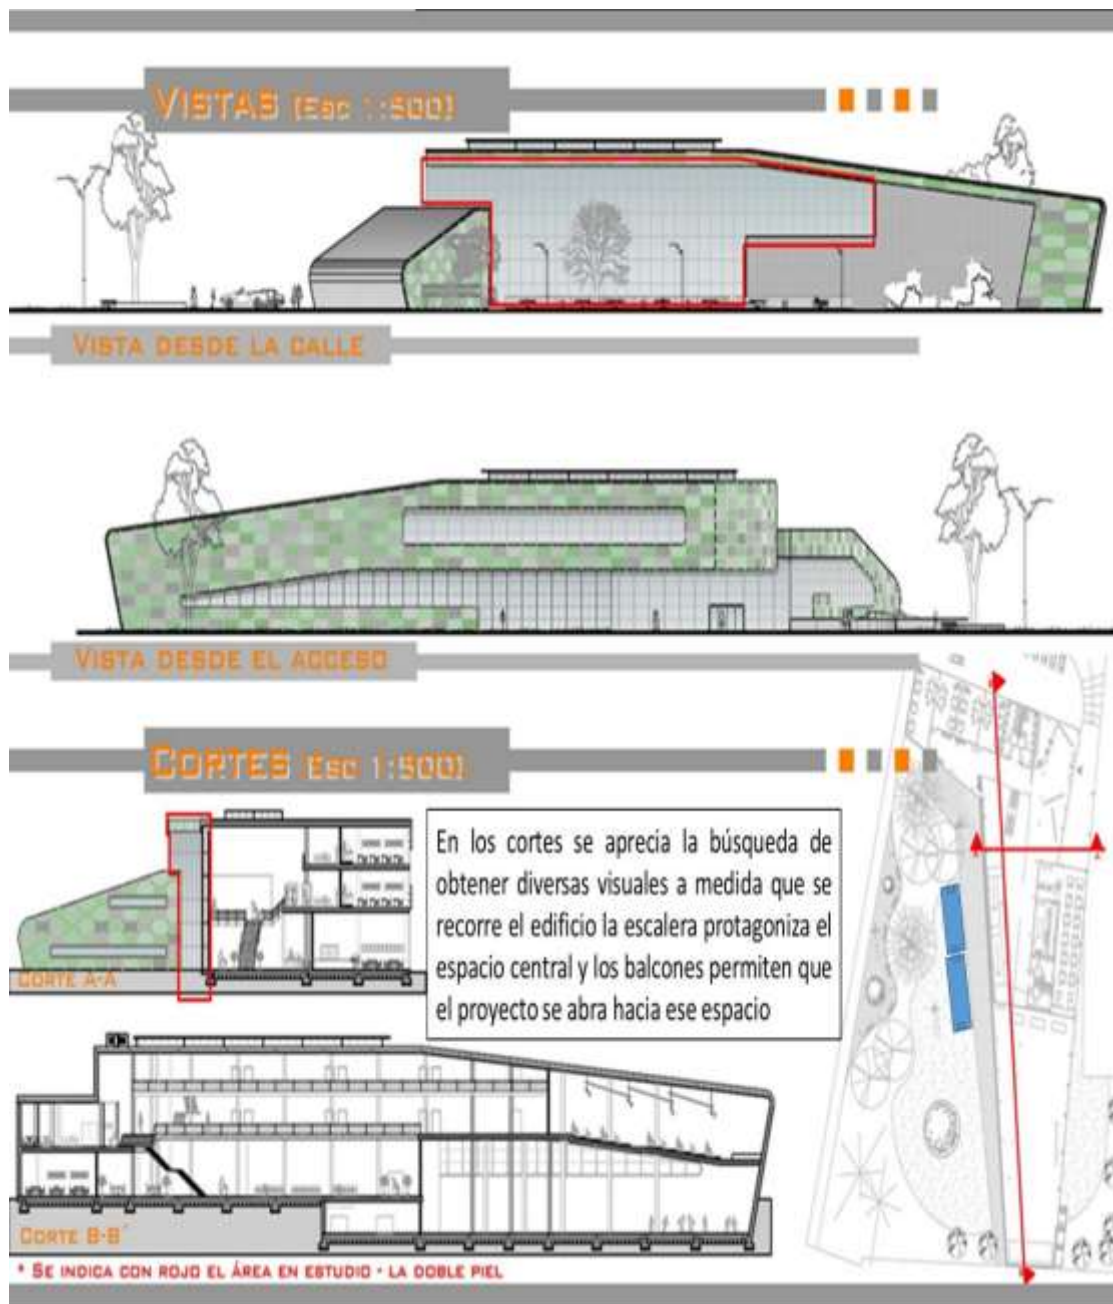 VISTAS (Esc 1:500)
VISTA DESDE LA CALLE
VISTA DESDE EL ACCESO
CORTES (Esc 1:500)
En los cortes se aprecia la búsqueda de
obtener diversas visuales a medida que se
recorre el edificio la escalera protagoniza el
espacio central y los balcones permiten que
el proyecto se abra hacia ese espacio
CORTE A-A
CORTE B-B´
* SE INDICA CON ROJO EL ÁREA EN ESTUDIO - LA DOBLE PIEL